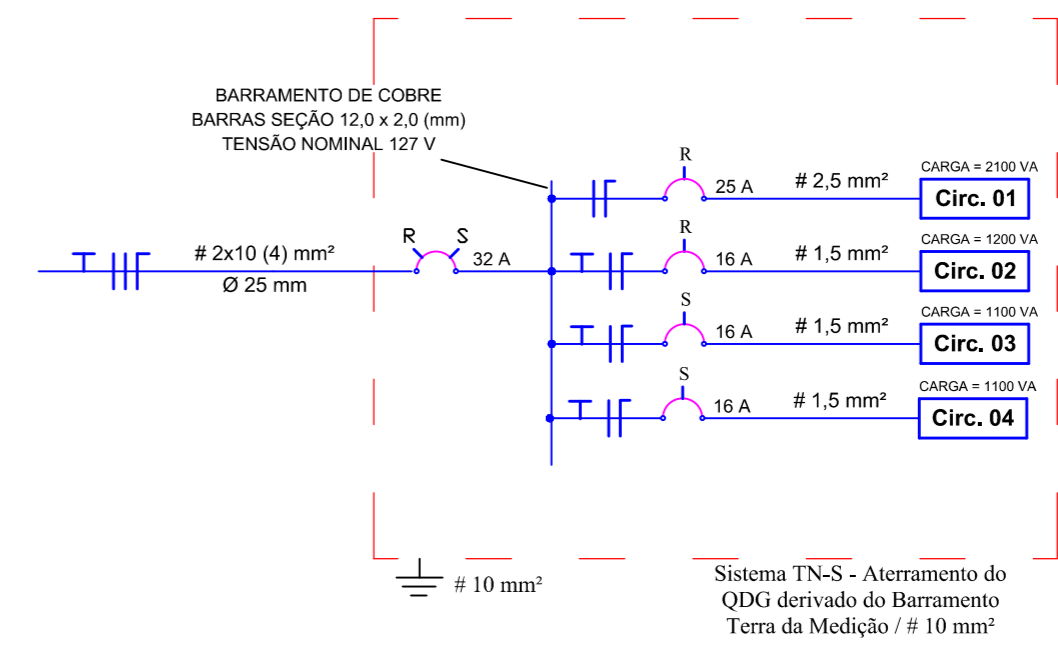 BARRAMENTO DE COBRE
BARRAS SEÇÃO 12,0 x 2,0 (mm)
TENSÃO NOMINAL 127 V
R
25 A
# 2,5 mm²
CARGA = 2100 VA
Circ. 01
# 2x10 (4) mm²
Ø 25 mm
R S
32 A
R
16 A
# 1,5 mm²
CARGA = 1200 VA
Circ. 02
S
16 A
# 1,5 mm²
CARGA = 1100 VA
Circ. 03
S
16 A
# 1,5 mm²
CARGA = 1100 VA
Circ. 04
# 10 mm²
Sistema TN-S - Aterramento do
QDG derivado do Barramento
Terra da Medição / # 10 mm²